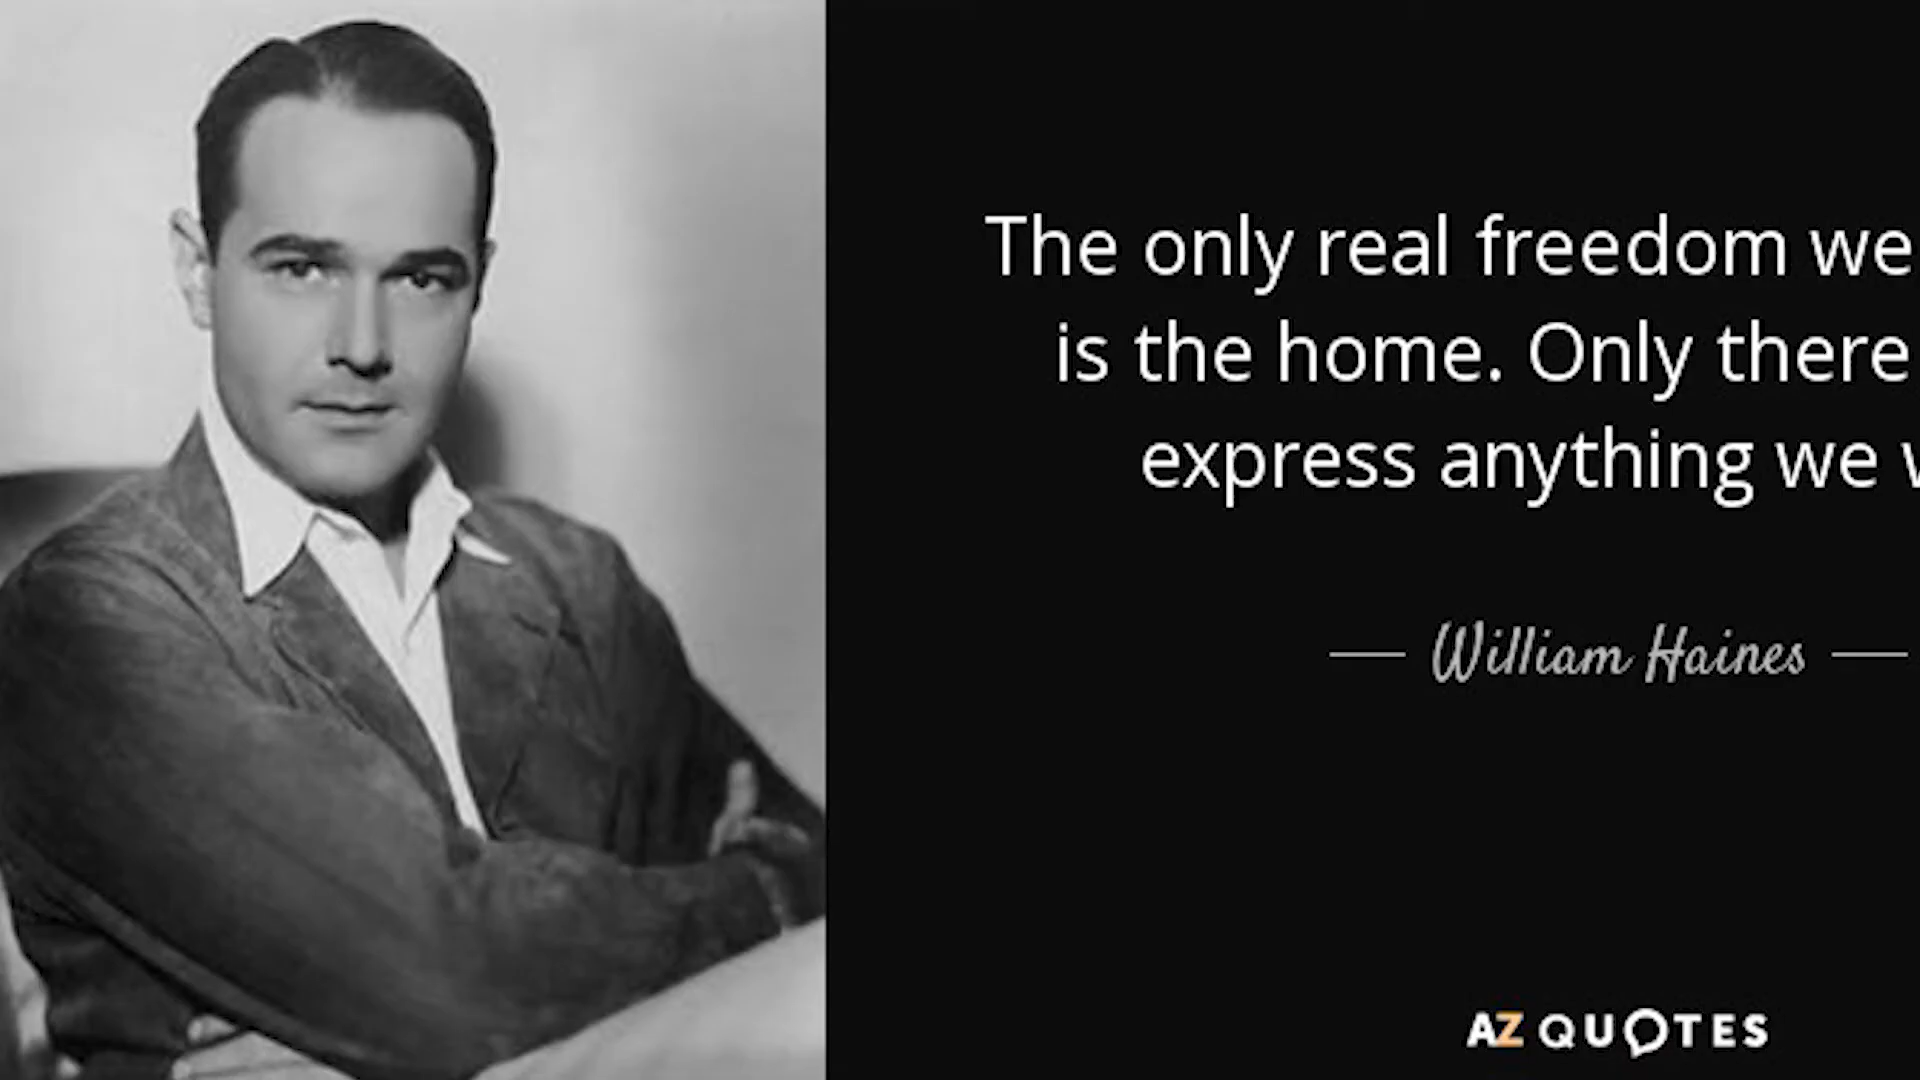 The only real freedom we
is the home. Only there
express anything we
— William Haines —
AZ QUOTES